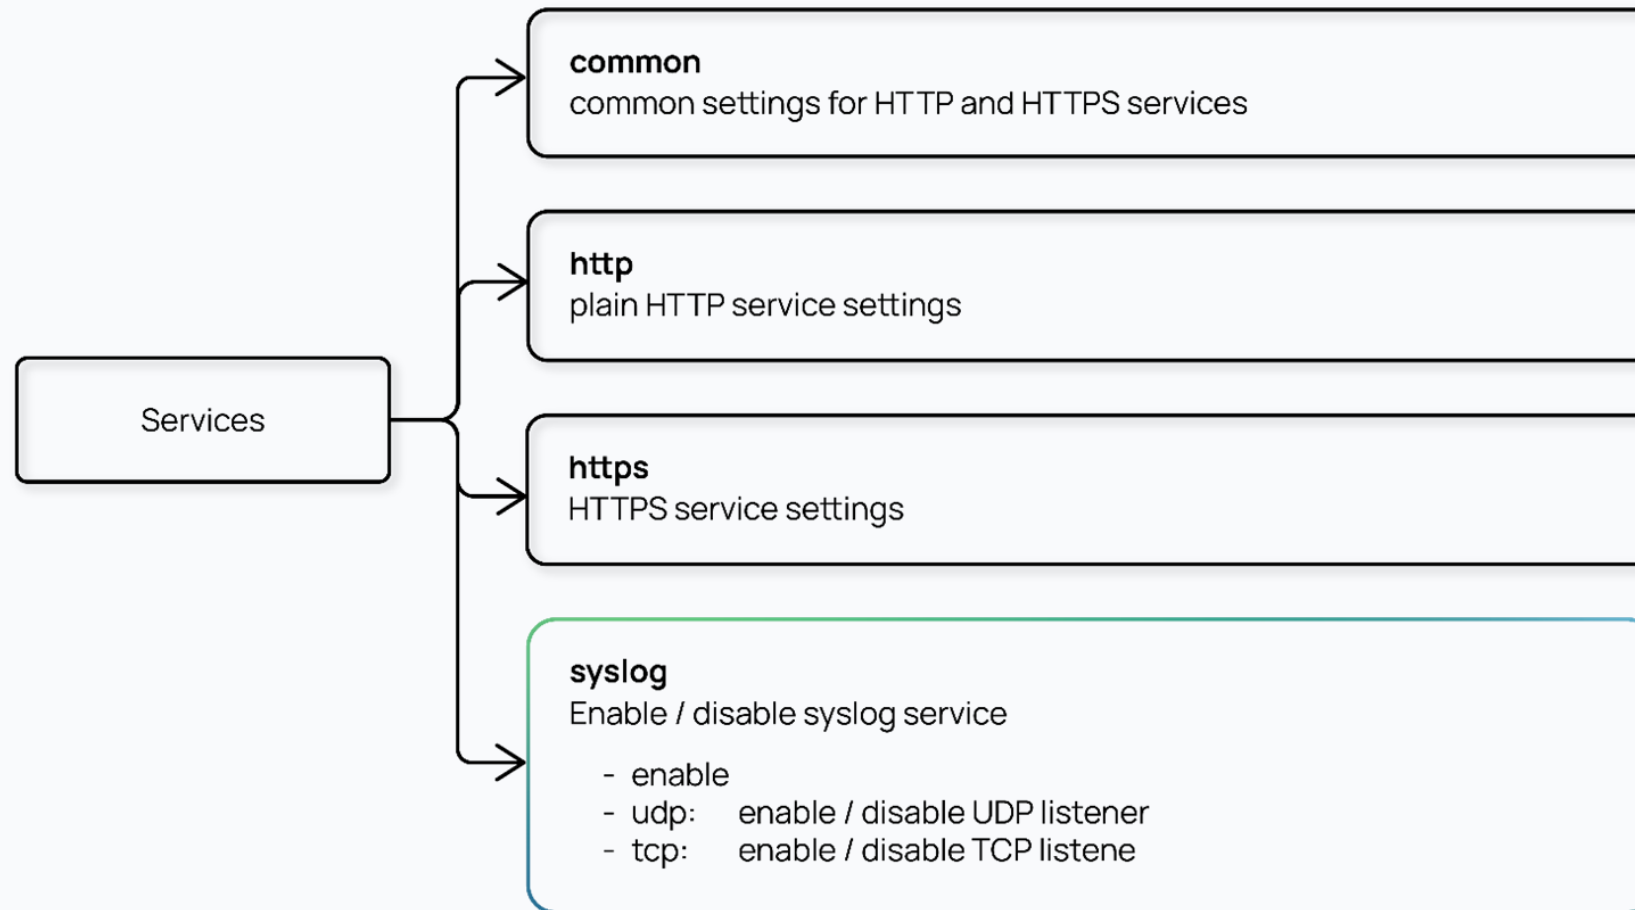 common
common settings for HTTP and HTTPS services
http
plain HTTP service settings
Services
https
HTTPS service settings
syslog
Enable / disable syslog service
- enable
- udp: enable / disable UDP listener
- tcp: enable / disable TCP listene